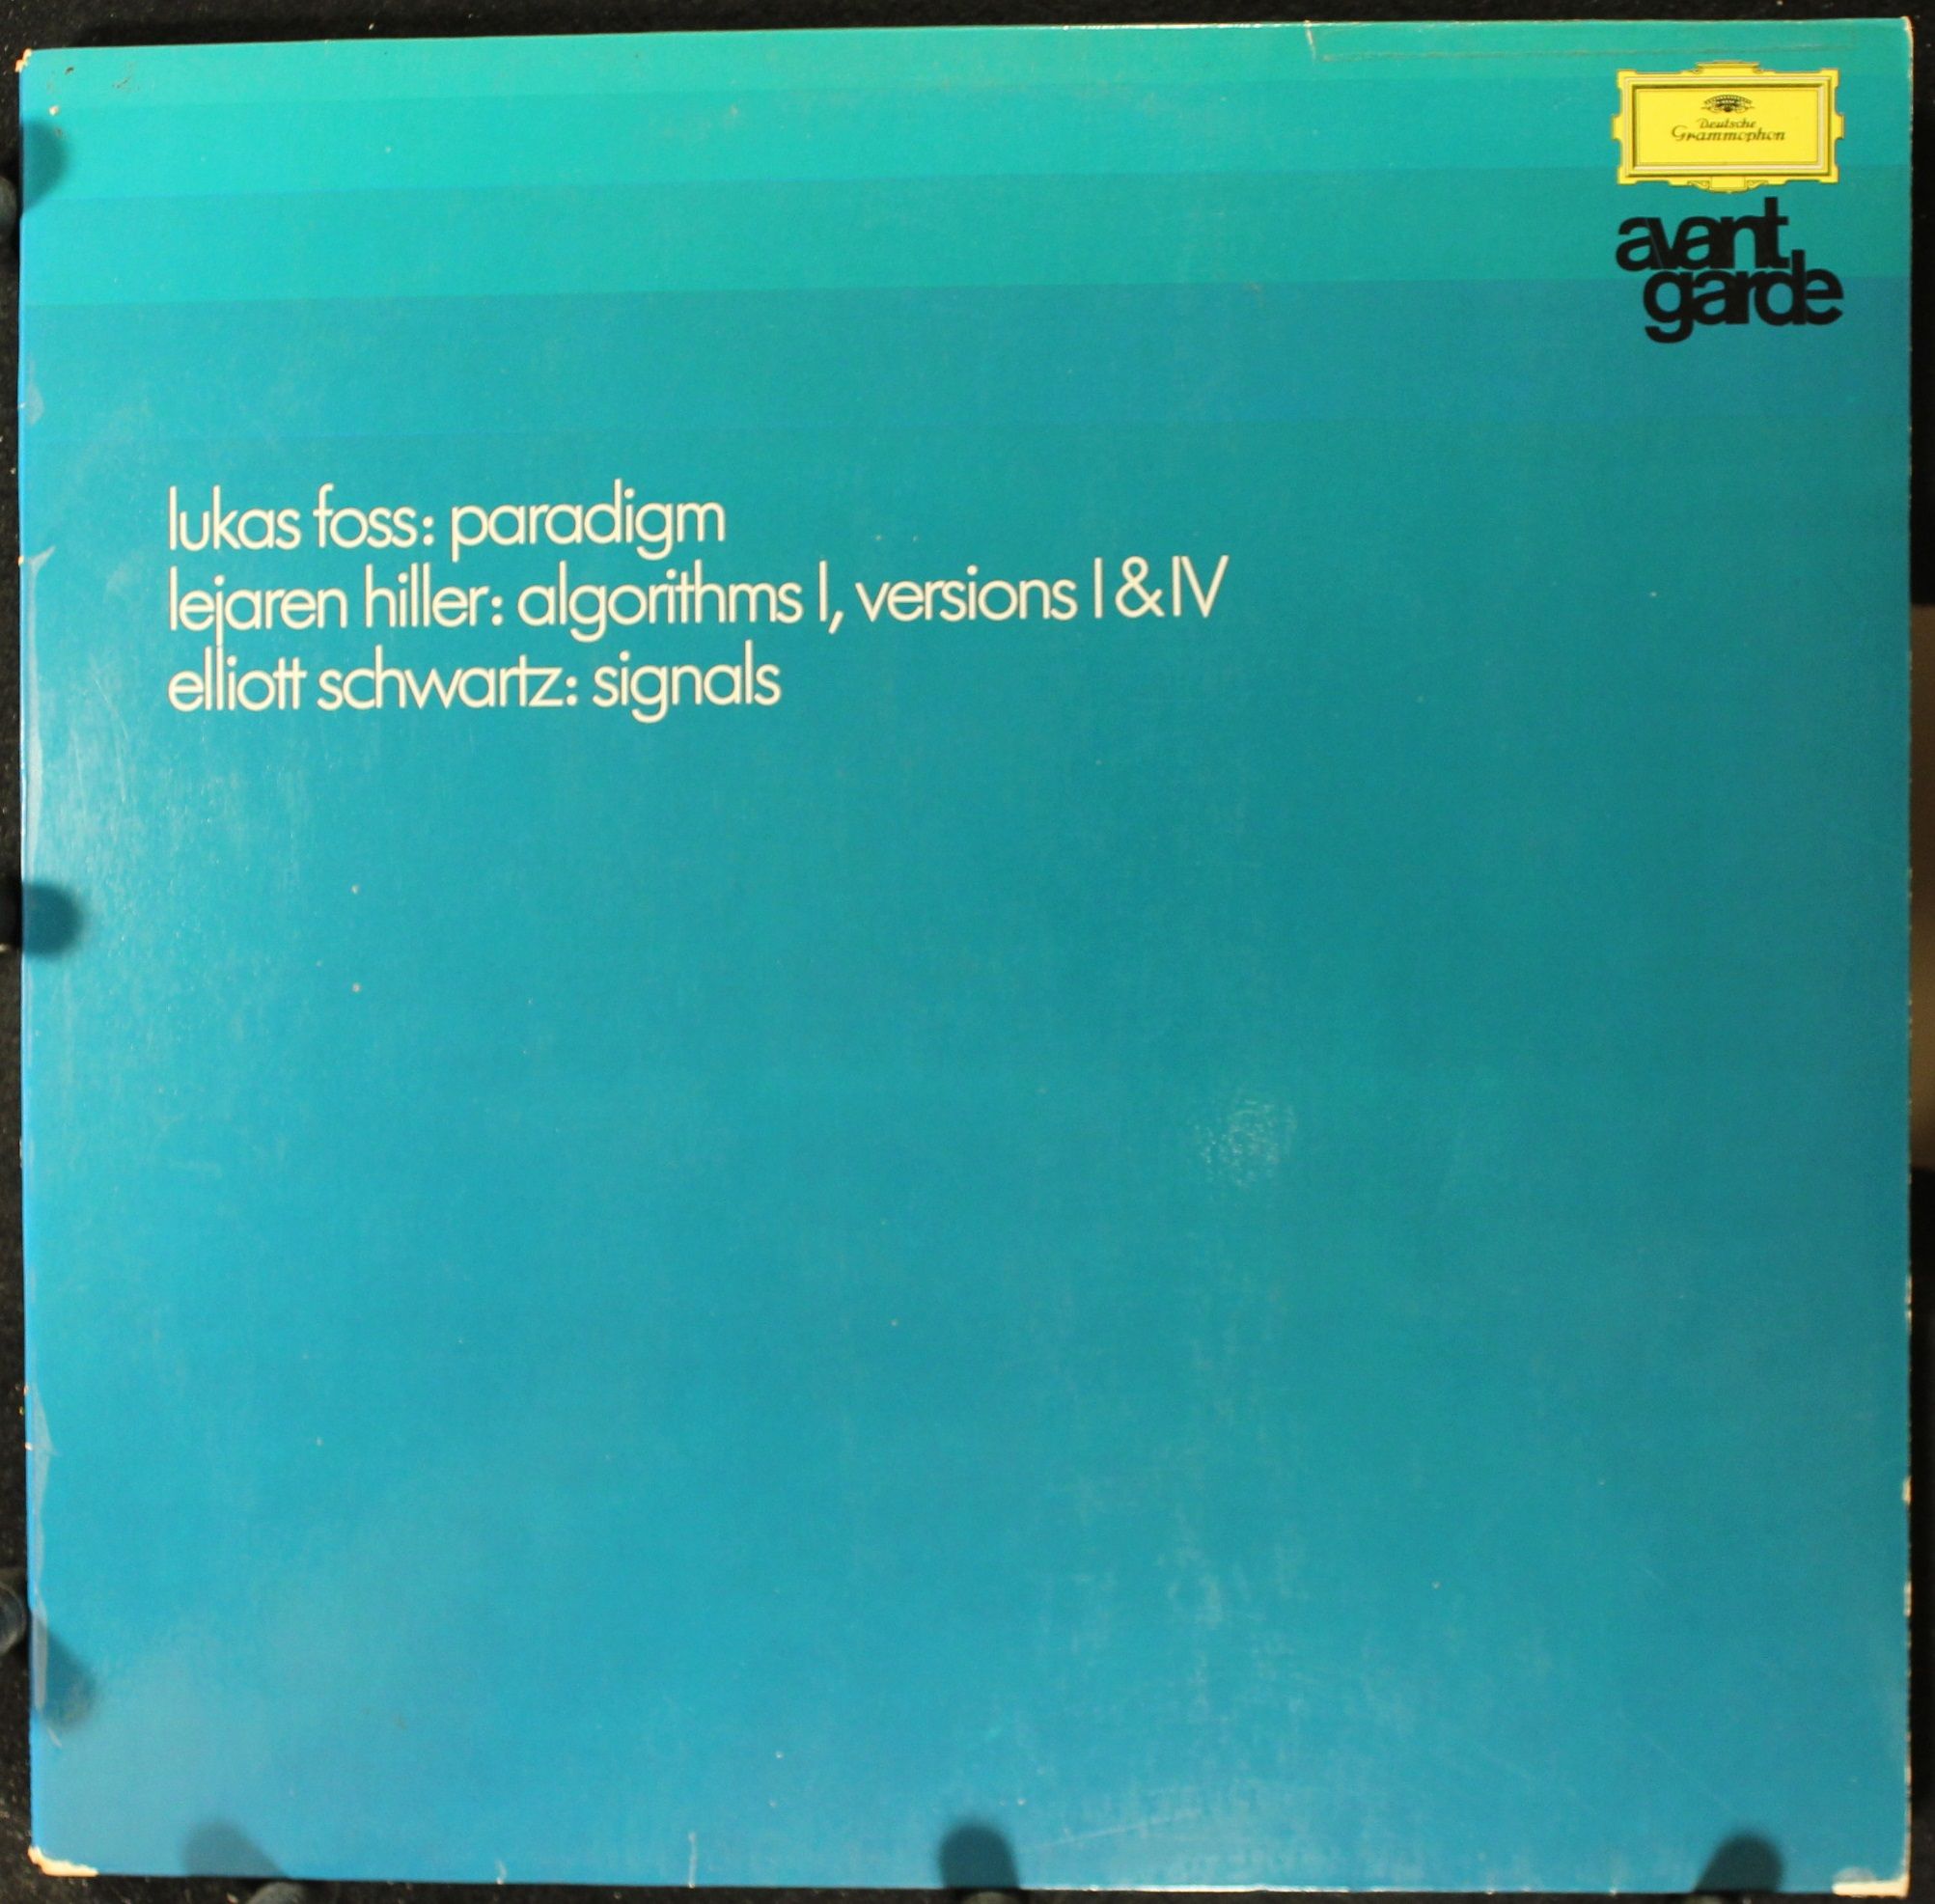 Deutsche
Grammophon
avant
garde
lukas foss: paradigm
lejaren hiller: algorithms I, versions I & IV
elliott schwartz: signals